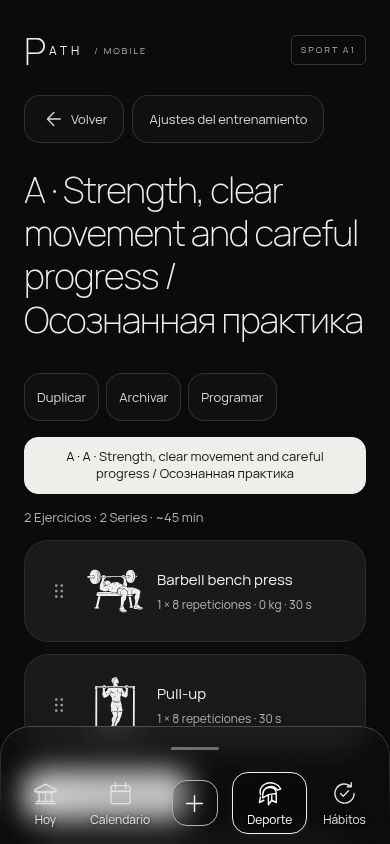 PATH / MOBILE
SPORT A1
Volver
Ajustes del entrenamiento
A · Strength, clear
movement and careful
progress /
Осознанная практика
Duplicar
Archivar
Programar
A · A · Strength, clear movement and careful
progress / Осознанная практика
2 Ejercicios · 2 Series · ~45 min
Barbell bench press
1 × 8 repeticiones · 0 kg · 30 s
Pull-up
1 × 8 repeticiones · 30 s
Hoy
Calendario
Deporte
Hábitos